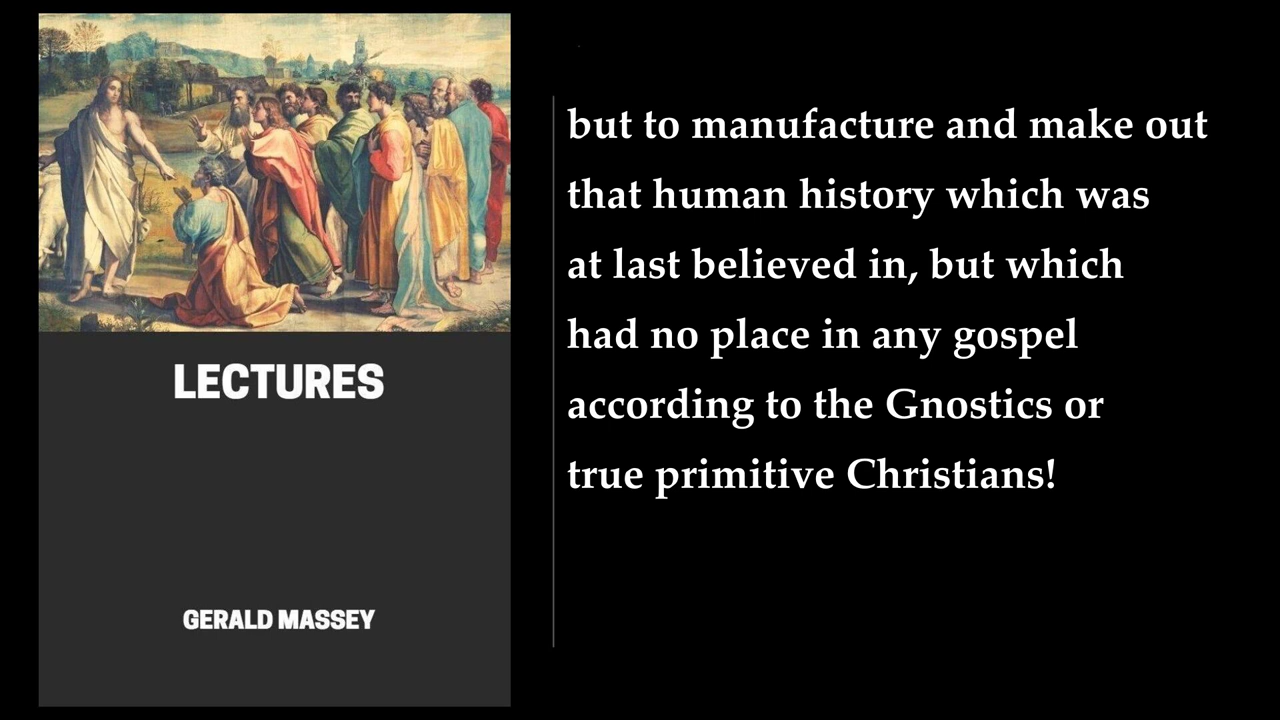 LECTURES
GERALD MASSEY
but to manufacture and make out
that human history which was
at last believed in, but which
had no place in any gospel
according to the Gnostics or
true primitive Christians!